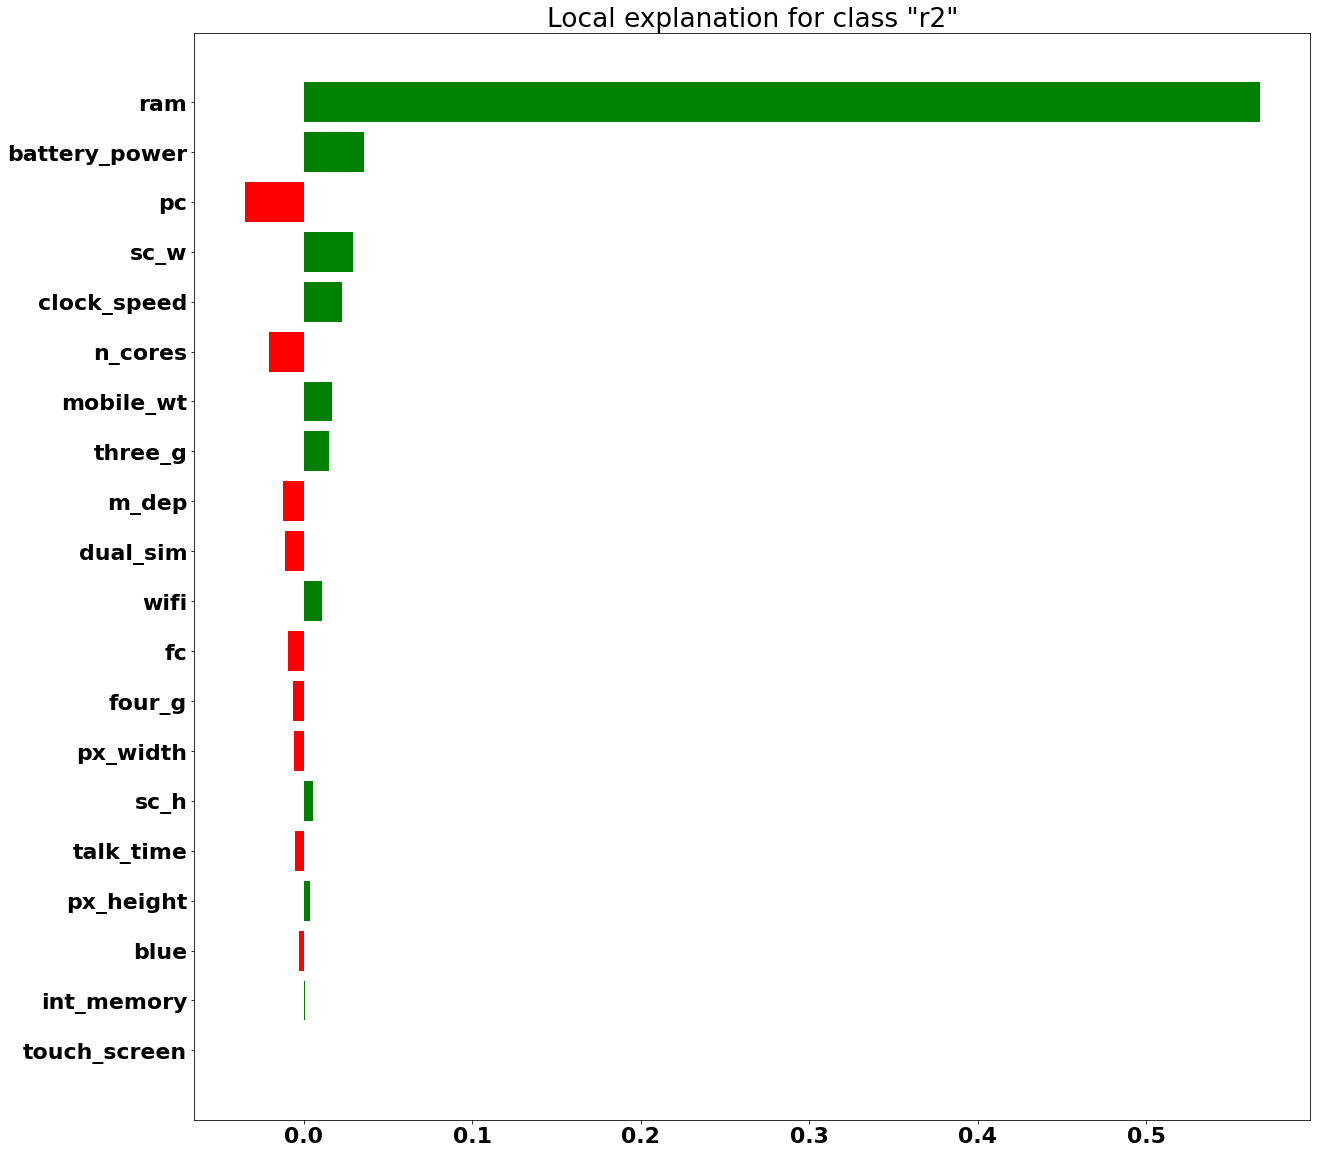 Local explanation for class "r2"
ram
battery_power
pc
sc_w
clock_speed
n_cores
mobile_wt
three_g
m_dep
dual_sim
wifi
fc
four_g
px_width
sc_h
talk_time
px_height
blue
int_memory
touch_screen
0.0 0.1 0.2 0.3 0.4 0.5